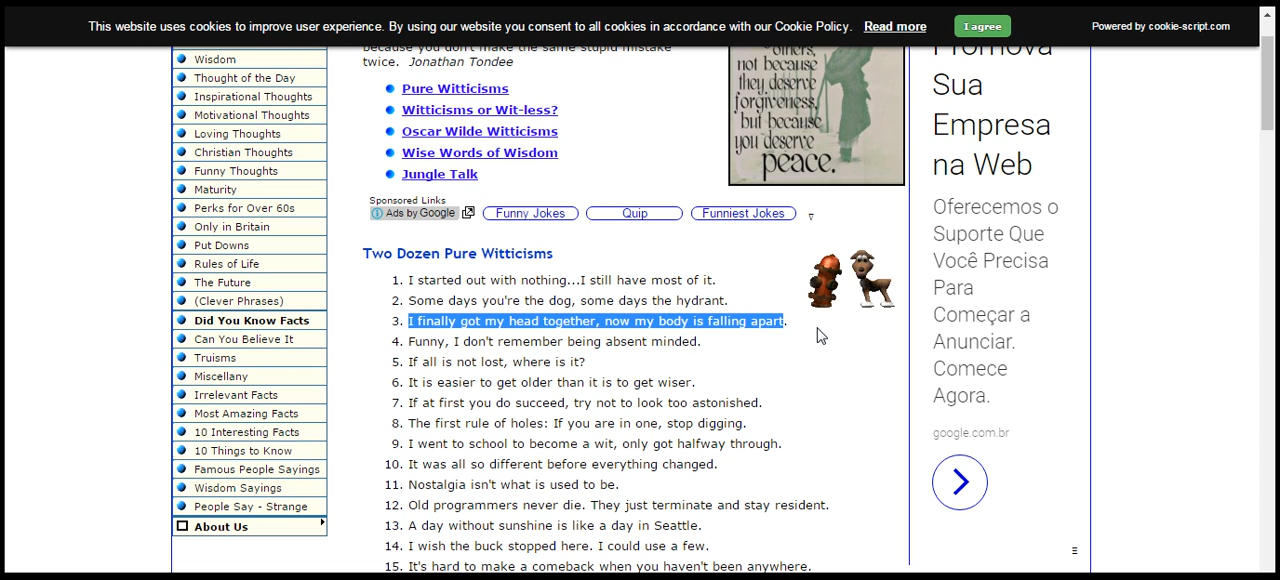 This website uses cookies to improve user experience. By using our website you consent to all cookies in accordance with our Cookie Policy. Read more
I agree
Powered by cookie-script.com
Wisdom
Thought of the Day
Inspirational Thoughts
Motivational Thoughts
Loving Thoughts
Christian Thoughts
Funny Thoughts
Maturity
Perks for Over 60s
Only in Britain
Put Downs
Rules of Life
The Future
(Clever Phrases)
Did You Know Facts
Can You Believe It
Truisms
Miscellany
Irrelevant Facts
Most Amazing Facts
10 Interesting Facts
10 Things to Know
Famous People Sayings
Wisdom Sayings
People Say - Strange
About Us
because you don't make the same stupid mistake
twice. Jonathan Tondee
Pure Witticisms
Witticisms or Wit-less?
Oscar Wilde Witticisms
Wise Words of Wisdom
Jungle Talk
others,
not because
they deserve
forgiveness,
but because
you deserve
peace.
Sponsored Links
Ads by Google
Funny Jokes
Quip
Funniest Jokes
Two Dozen Pure Witticisms
1. I started out with nothing...I still have most of it.
2. Some days you're the dog, some days the hydrant.
3. I finally got my head together, now my body is falling apart.
4. Funny, I don't remember being absent minded.
5. If all is not lost, where is it?
6. It is easier to get older than it is to get wiser.
7. If at first you do succeed, try not to look too astonished.
8. The first rule of holes: If you are in one, stop digging.
9. I went to school to become a wit, only got halfway through.
10. It was all so different before everything changed.
11. Nostalgia isn't what is used to be.
12. Old programmers never die. They just terminate and stay resident.
13. A day without sunshine is like a day in Seattle.
14. I wish the buck stopped here. I could use a few.
15. It's hard to make a comeback when you haven't been anywhere.
Promova
Sua
Empresa
na Web
Oferecemos o
Suporte Que
Você Precisa
Para
Começar a
Anunciar.
Comece
Agora.
google.com.br